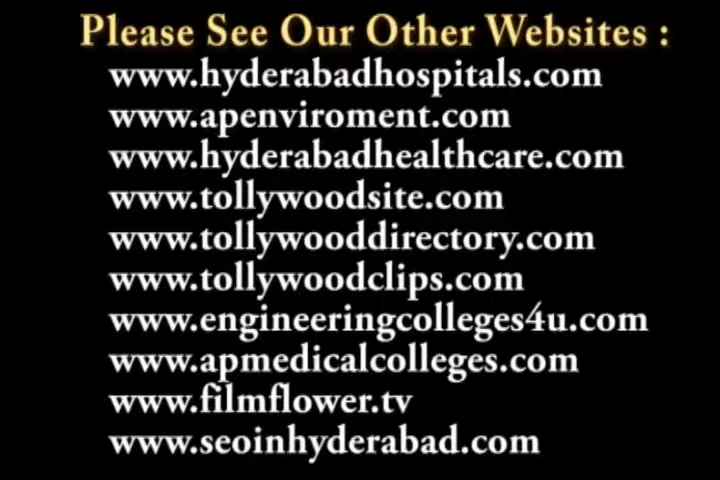 Please See Our Other Websites :
www.hyderabadhospitals.com
www.apenviroment.com
www.hyderabadhealthcare.com
www.tollywoodsite.com
www.tollywooddirectory.com
www.tollywoodclips.com
www.engineeringcolleges4u.com
www.apmedicalcolleges.com
www.filmflower.tv
www.seoinhyderabad.com